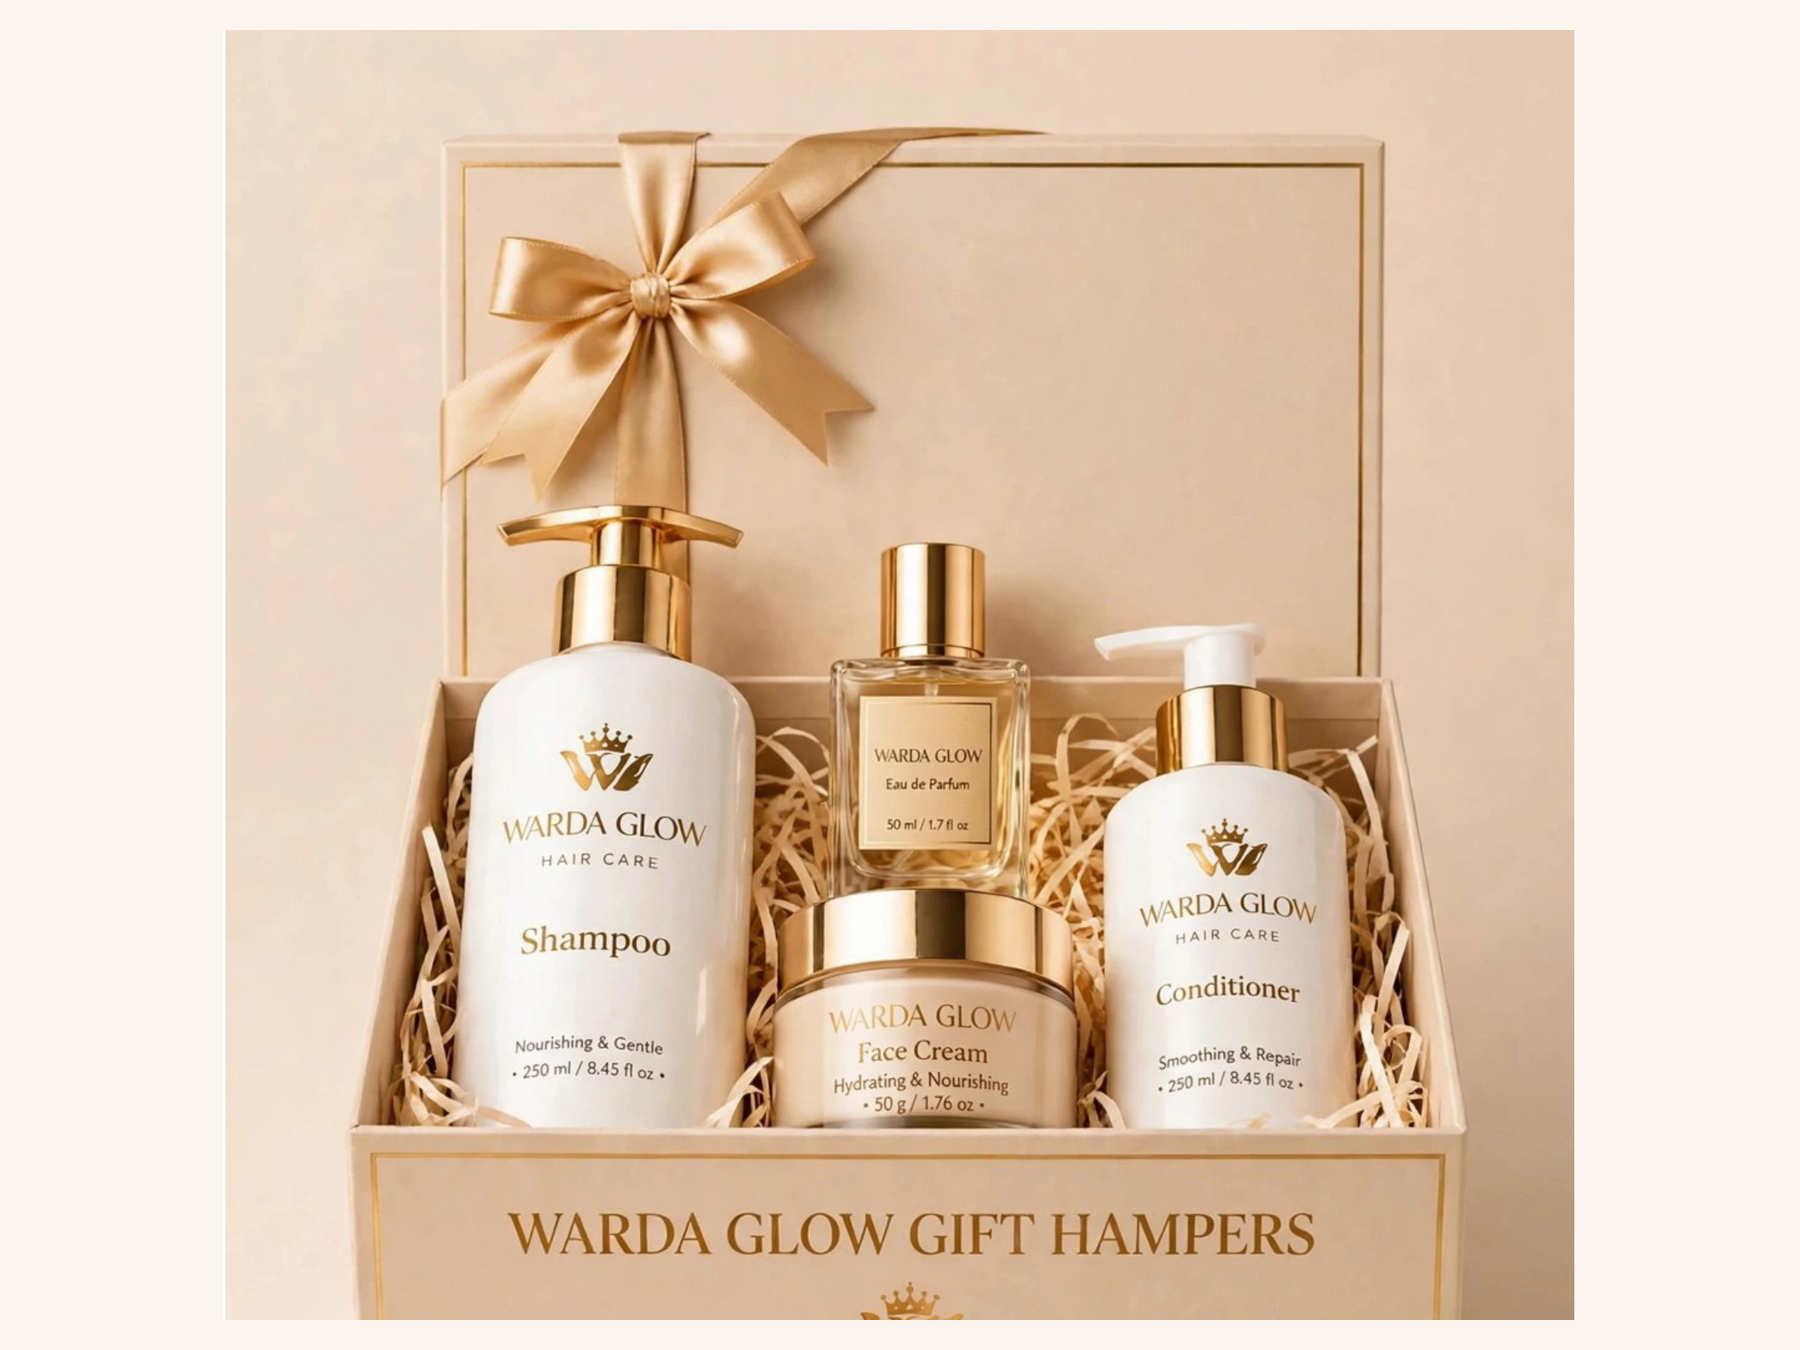 WARDA GLOW
HAIR CARE
Shampoo
Nourishing & Gentle
• 250 ml / 8.45 fl oz •
WARDA GLOW
Eau de Parfum
50 ml / 1.7 fl oz
WARDA GLOW
Face Cream
Hydrating & Nourishing
• 50 g / 1.76 oz •
WARDA GLOW
HAIR CARE
Conditioner
Smoothing & Repair
• 250 ml / 8.45 fl oz •
WARDA GLOW GIFT HAMPERS